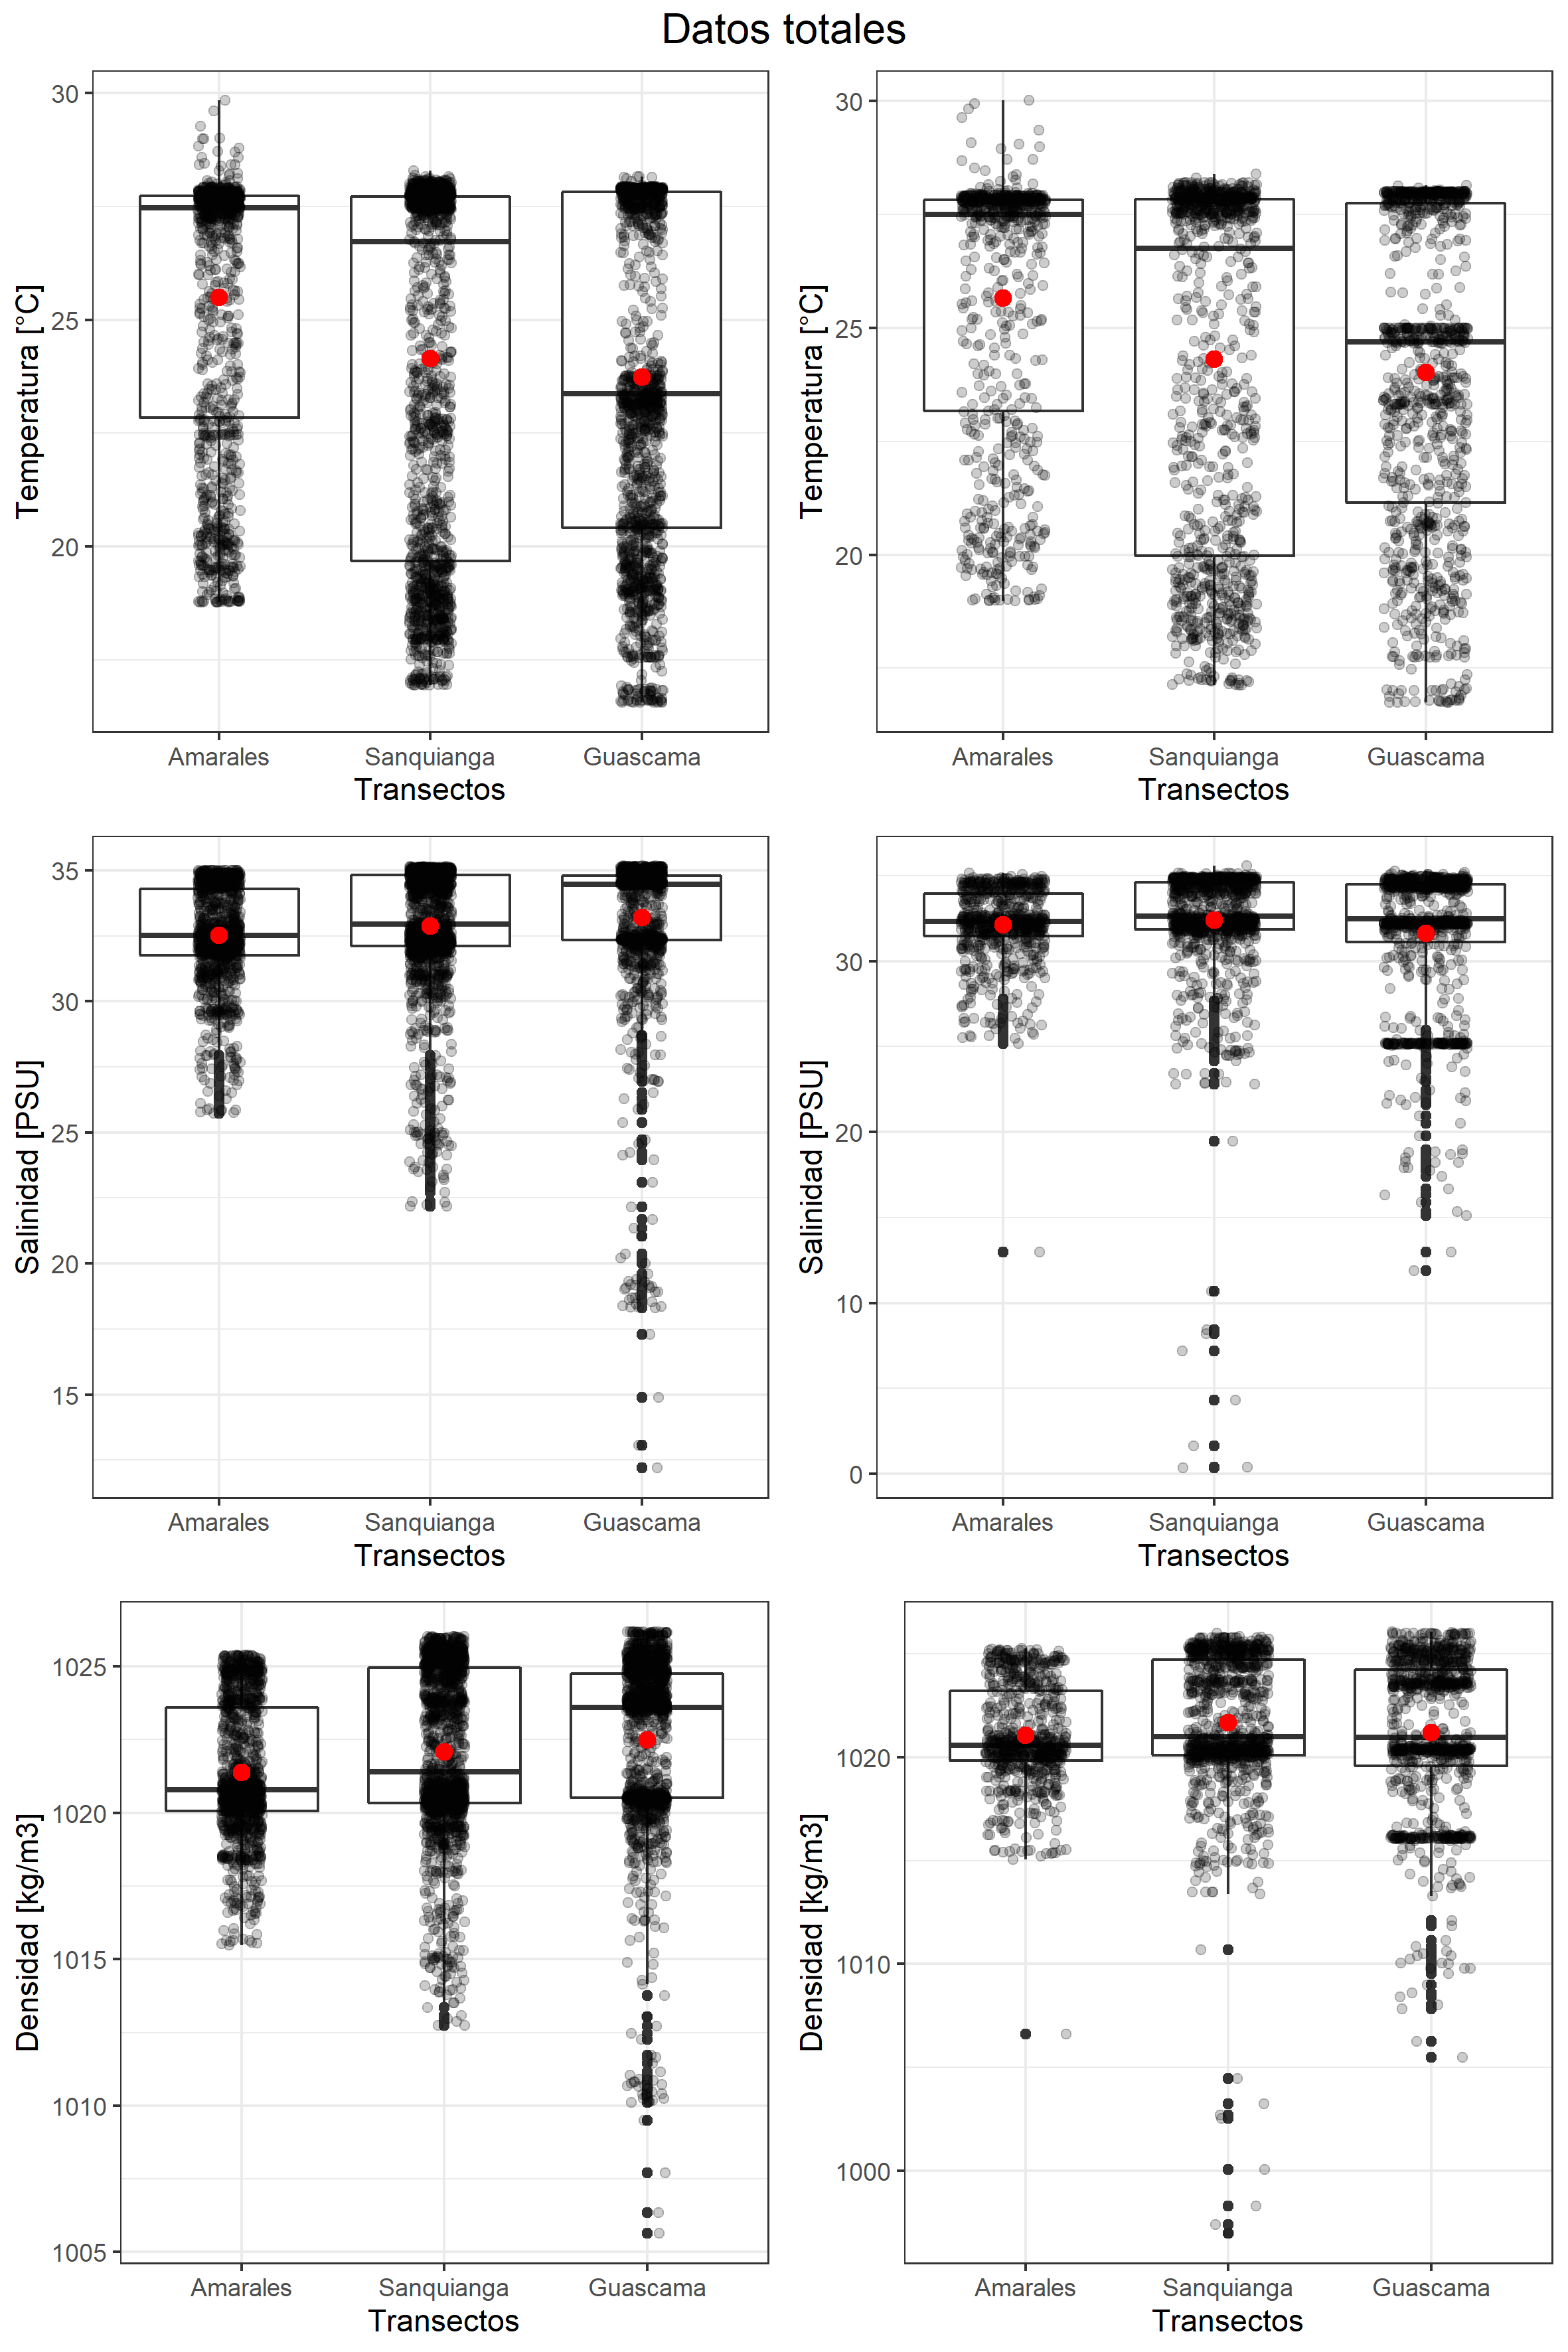 Datos totales
30
25
20
Temperatura [°C]
Amarales Sanquianga Guascama
Transectos
30
25
20
Temperatura [°C]
Amarales Sanquianga Guascama
Transectos
35
30
25
20
15
Salinidad [PSU]
Amarales Sanquianga Guascama
Transectos
30
20
10
0
Salinidad [PSU]
Amarales Sanquianga Guascama
Transectos
1025
1020
1015
1010
1005
Densidad [kg/m3]
Amarales Sanquianga Guascama
Transectos
1020
1010
1000
Densidad [kg/m3]
Amarales Sanquianga Guascama
Transectos